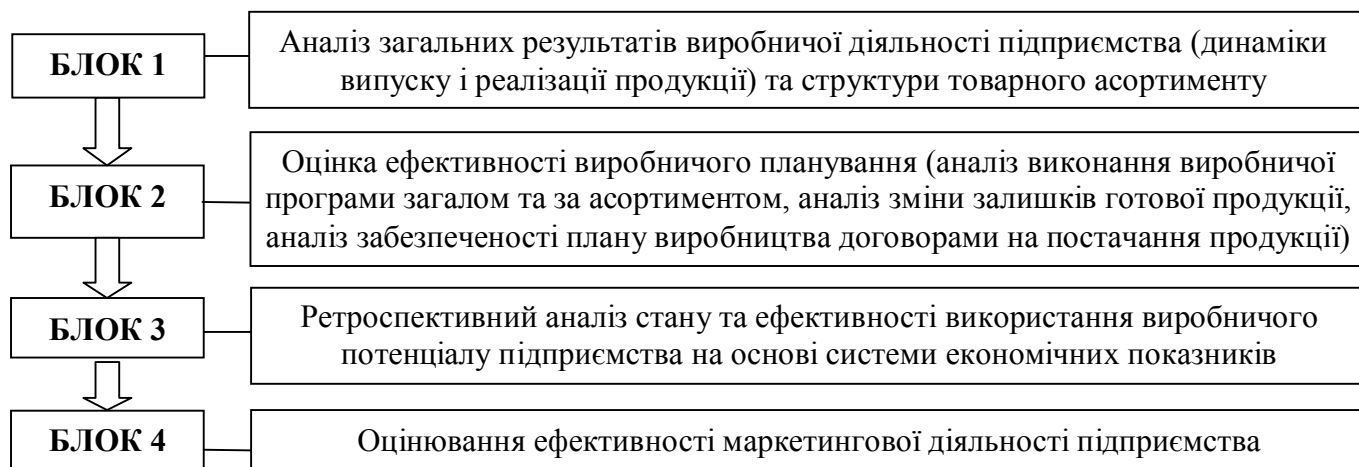 БЛОК 1
Аналіз загальних результатів виробничої діяльності підприємства (динаміки
випуску і реалізації продукції) та структури товарного асортименту
БЛОК 2
Оцінка ефективності виробничого планування (аналіз виконання виробничої
програми загалом та за асортиментом, аналіз зміни залишків готової продукції,
аналіз забезпеченості плану виробництва договорами на постачання продукції)
БЛОК 3
Ретроспективний аналіз стану та ефективності використання виробничого
потенціалу підприємства на основі системи економічних показників
БЛОК 4
Оцінювання ефективності маркетингової діяльності підприємства